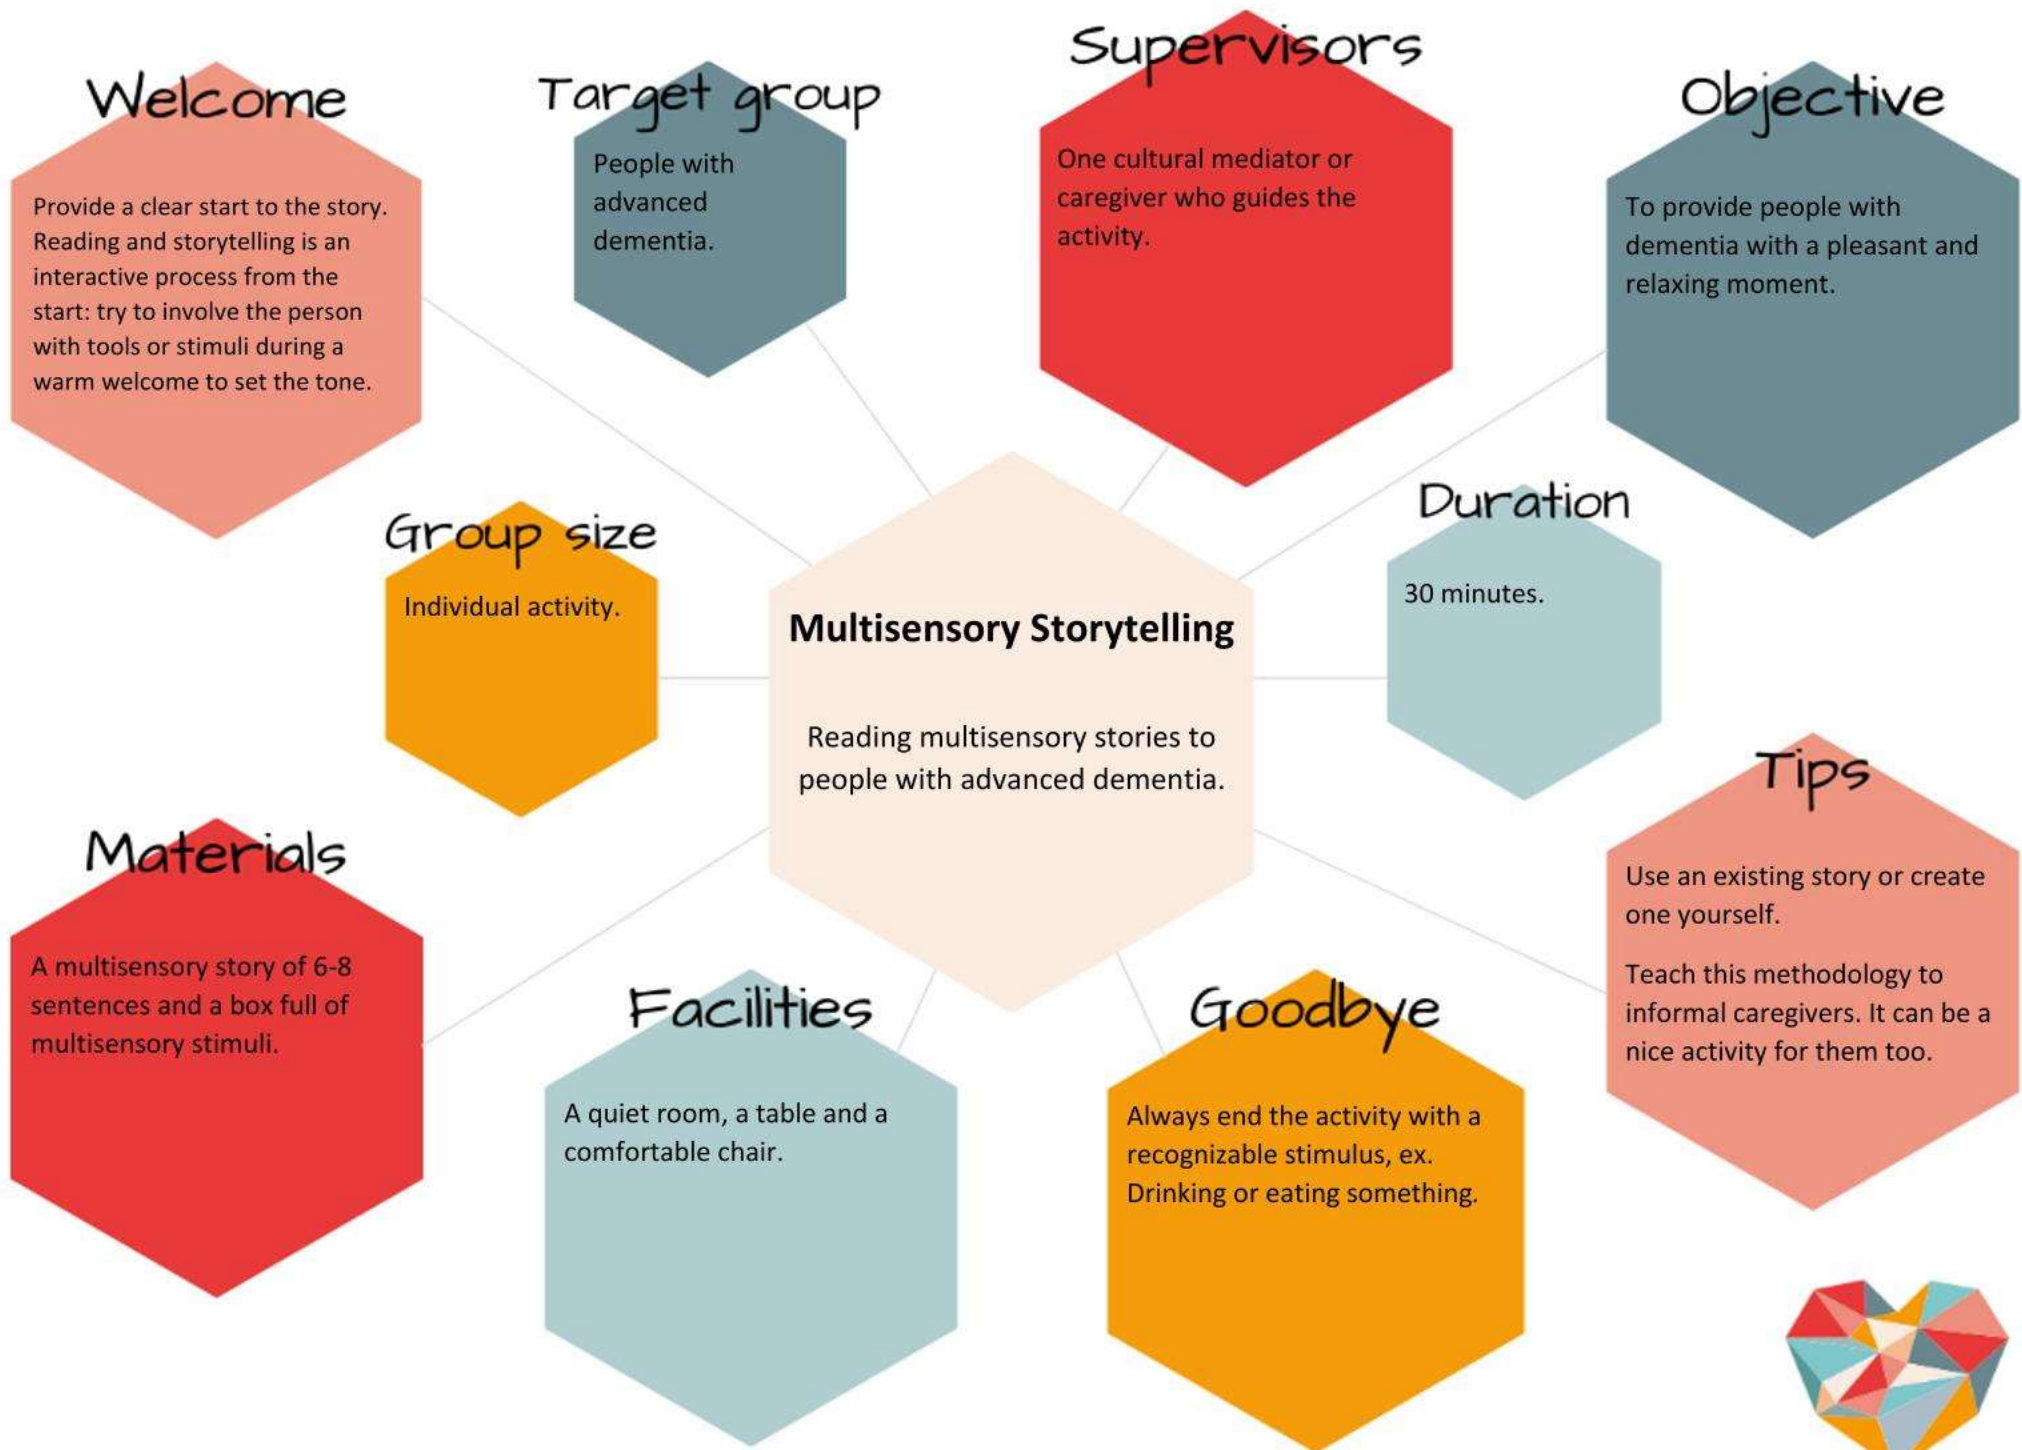 Welcome
Provide a clear start to the story.
Reading and storytelling is an
interactive process from the
start: try to involve the person
with tools or stimuli during a
warm welcome to set the tone.
Target group
People with
advanced
dementia.
Supervisors
One cultural mediator or
caregiver who guides the
activity.
Objective
To provide people with
dementia with a pleasant and
relaxing moment.
Group size
Individual activity.
Multisensory Storytelling
Reading multisensory stories to
people with advanced dementia.
Duration
30 minutes.
Materials
A multisensory story of 6-8
sentences and a box full of
multisensory stimuli.
Facilities
A quiet room, a table and a
comfortable chair.
Goodbye
Always end the activity with a
recognizable stimulus, ex.
Drinking or eating something.
Tips
Use an existing story or create
one yourself.
Teach this methodology to
informal caregivers. It can be a
nice activity for them too.